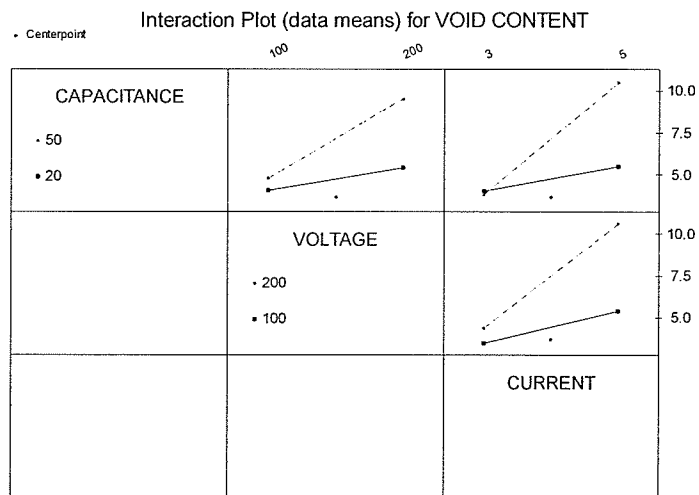 Interaction Plot (data means) for VOID CONTENT
Centerpoint
100 200 3 5
CAPACITANCE
50
20
10.0
7.5
5.0
VOLTAGE
200
100
10.0
7.5
5.0
CURRENT